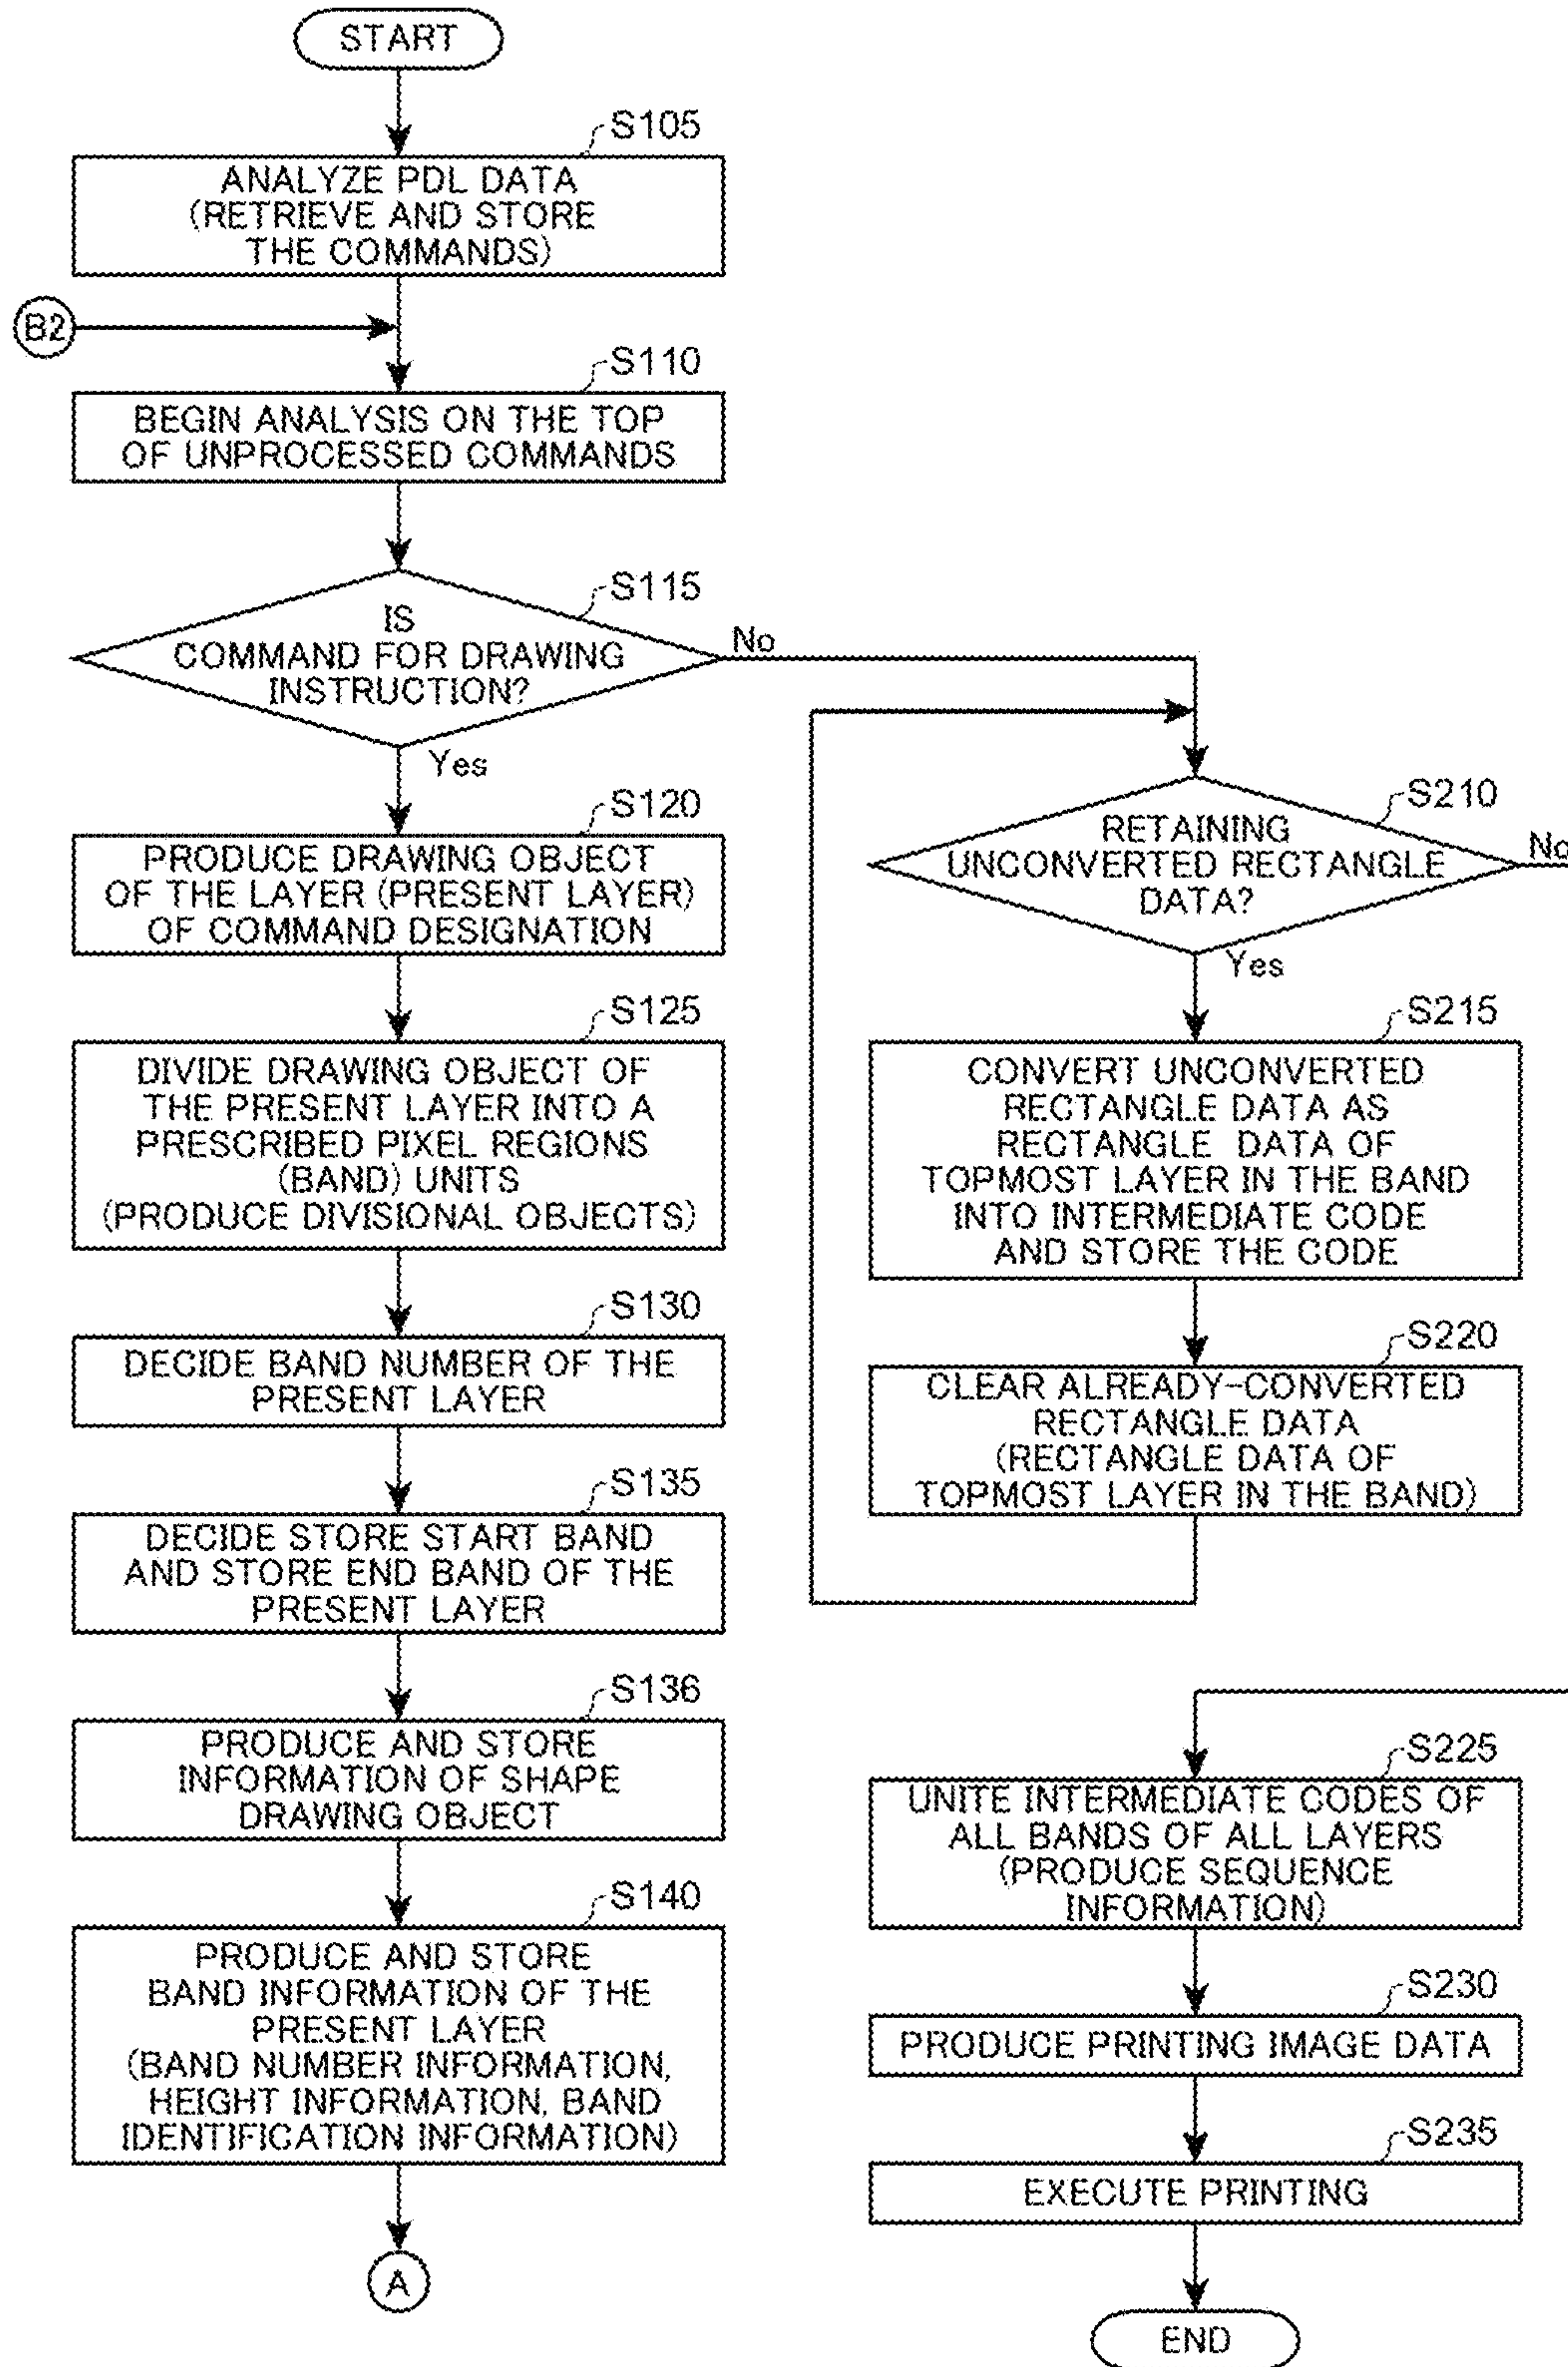 START
S105
ANALYZE PDL DATA
(RETRIEVE AND STORE
THE COMMANDS)
B2
S110
BEGIN ANALYSIS ON THE TOP
OF UNPROCESSED COMMANDS
S115
IS
COMMAND FOR DRAWING
INSTRUCTION?
No
Yes
S120
PRODUCE DRAWING OBJECT
OF THE LAYER (PRESENT LAYER)
OF COMMAND DESIGNATION
S125
DIVIDE DRAWING OBJECT OF
THE PRESENT LAYER INTO A
PRESCRIBED PIXEL REGIONS
(BAND) UNITS
(PRODUCE DIVISIONAL OBJECTS)
S130
DECIDE BAND NUMBER OF THE
PRESENT LAYER
S135
DECIDE STORE START BAND
AND STORE END BAND OF THE
PRESENT LAYER
S136
PRODUCE AND STORE
INFORMATION OF SHAPE
DRAWING OBJECT
S140
PRODUCE AND STORE
BAND INFORMATION OF THE
PRESENT LAYER
(BAND NUMBER INFORMATION,
HEIGHT INFORMATION, BAND
IDENTIFICATION INFORMATION)
A
S210
RETAINING
UNCONVERTED RECTANGLE
DATA?
No
Yes
S215
CONVERT UNCONVERTED
RECTANGLE DATA AS
RECTANGLE DATA OF
TOPMOST LAYER IN THE BAND
INTO INTERMEDIATE CODE
AND STORE THE CODE
S220
CLEAR ALREADY-CONVERTED
RECTANGLE DATA
(RECTANGLE DATA OF
TOPMOST LAYER IN THE BAND)
S225
UNITE INTERMEDIATE CODES OF
ALL BANDS OF ALL LAYERS
(PRODUCE SEQUENCE
INFORMATION)
S230
PRODUCE PRINTING IMAGE DATA
S235
EXECUTE PRINTING
END